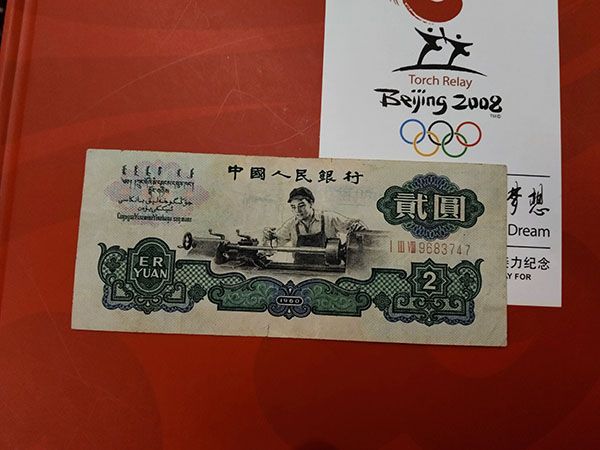 Torch Relay
Beijing 2008
TM©
梦想
Dream
接力纪念
AY FOR
中國人民銀行
貳圓
I III VIII 9683747
ER
YUAN
1960
2